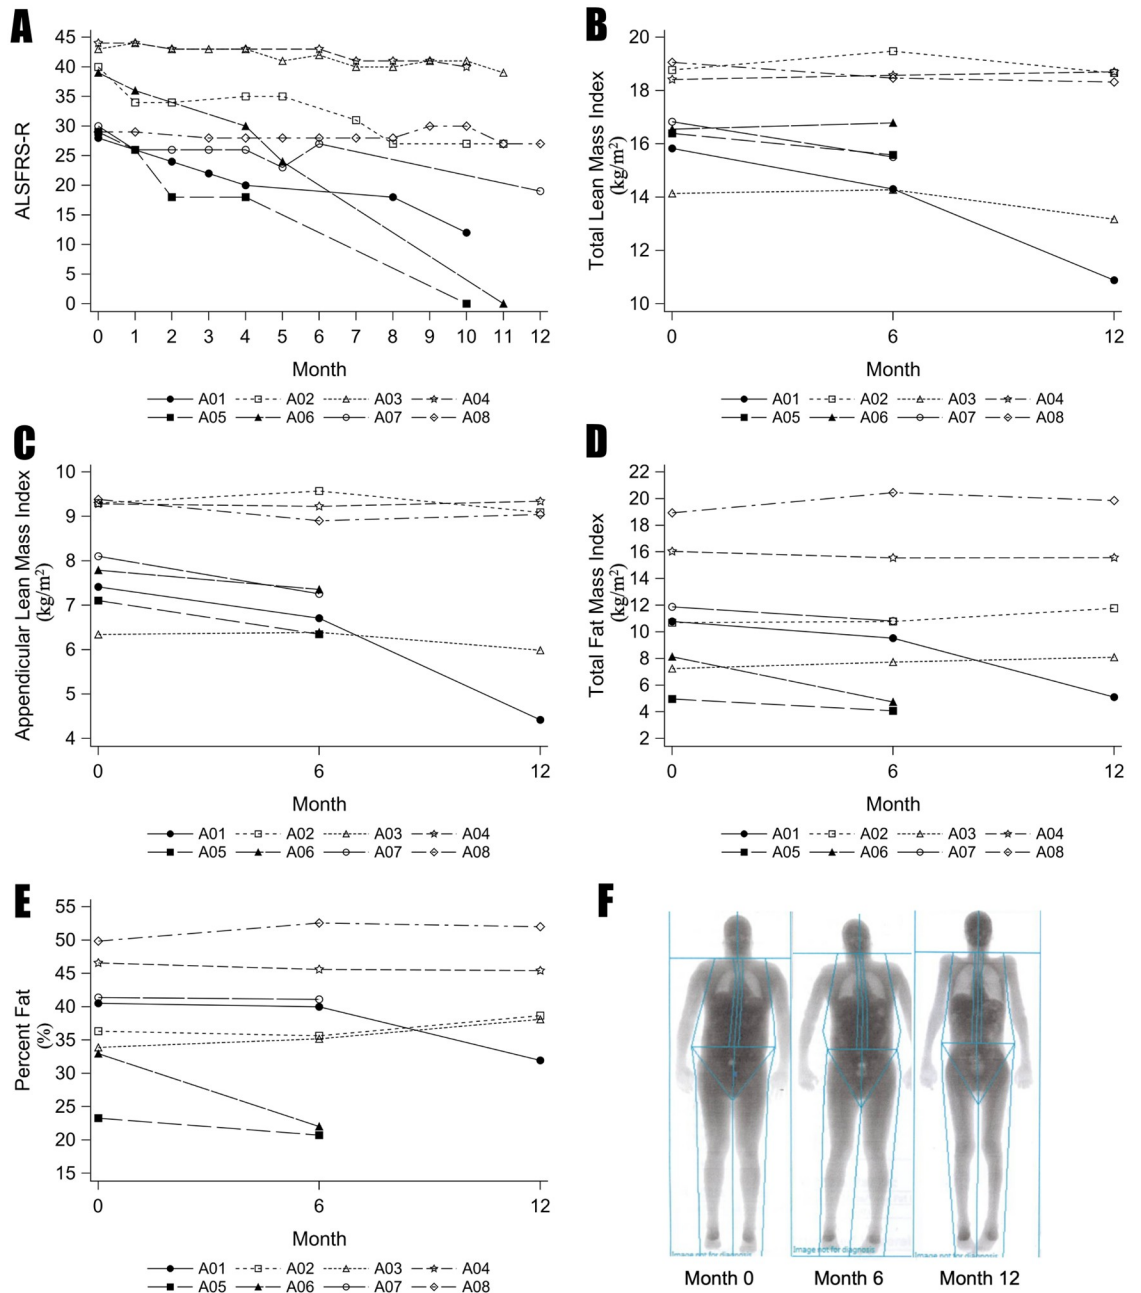 A
ALSFRS-R
45
40
35
30
25
20
15
10
5
0
0 1 2 3 4 5 6 7 8 9 10 11 12
Month
A01 A02 A03 A04
A05 A06 A07 A08
B
Total Lean Mass Index
(kg/m2)
20
18
16
14
12
10
0 6 12
Month
A01 A02 A03 A04
A05 A06 A07 A08
C
Appendicular Lean Mass Index
(kg/m2)
10
9
8
7
6
5
4
0 6 12
Month
A01 A02 A03 A04
A05 A06 A07 A08
D
Total Fat Mass Index
(kg/m2)
22
20
18
16
14
12
10
8
6
4
2
0 6 12
Month
A01 A02 A03 A04
A05 A06 A07 A08
E
Percent Fat
(%)
55
50
45
40
35
30
25
20
15
0 6 12
Month
A01 A02 A03 A04
A05 A06 A07 A08
F
Image not for diagnosis
Image not for diagnosis
Image not for diagnosis
Month 0 Month 6 Month 12